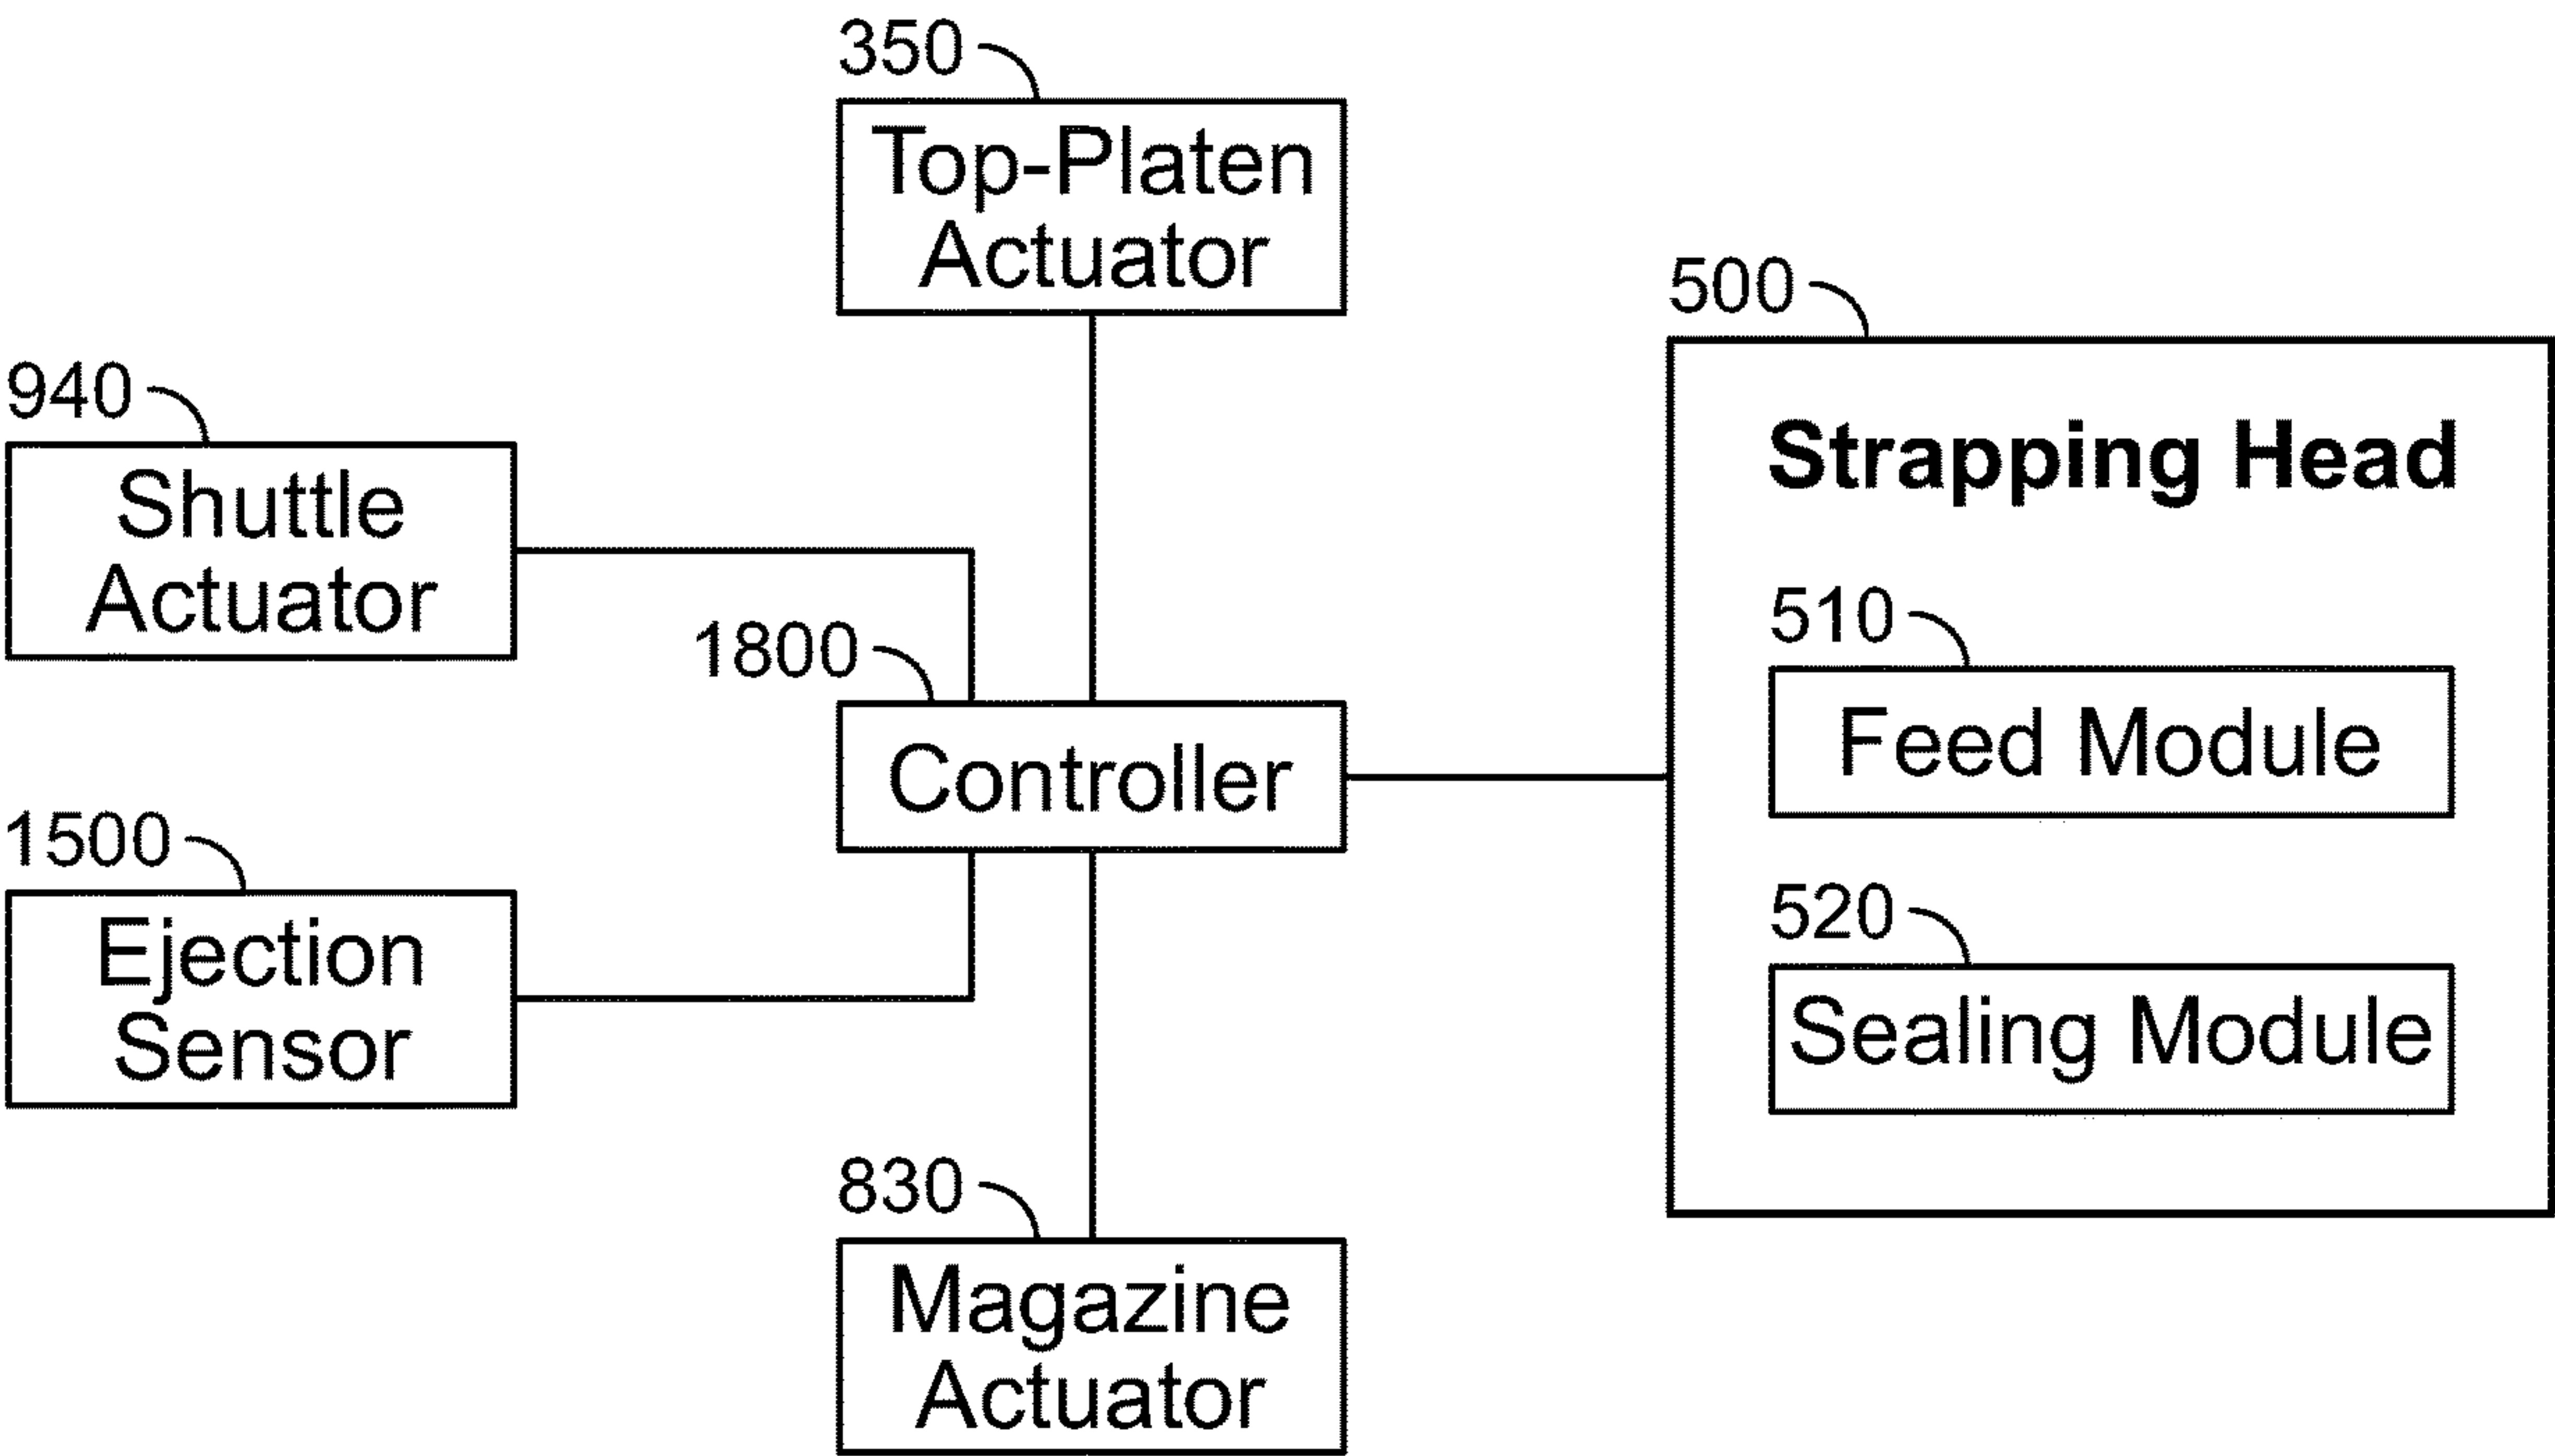 350
Top-Platen
Actuator
940
Shuttle
Actuator
1800
Controller
1500
Ejection
Sensor
830
Magazine
Actuator
500
Strapping Head
510
Feed Module
520
Sealing Module